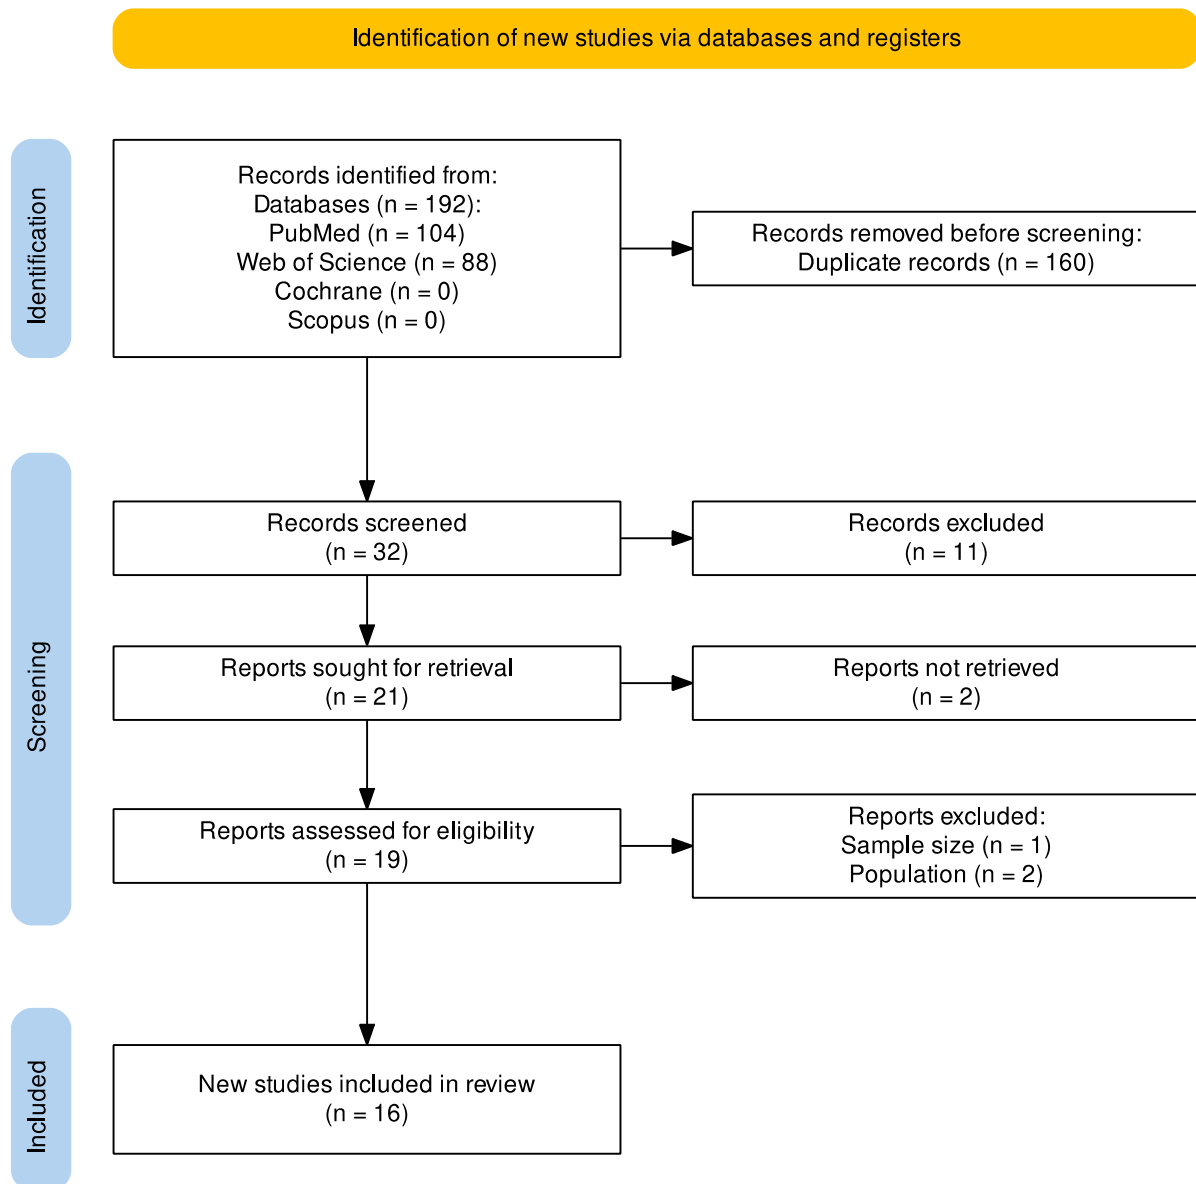 Identification of new studies via databases and registers
Identification
Records identified from:
Databases (n = 192):
PubMed (n = 104)
Web of Science (n = 88)
Cochrane (n = 0)
Scopus (n = 0)
Records removed before screening:
Duplicate records (n = 160)
Screening
Records screened
(n = 32)
Records excluded
(n = 11)
Reports sought for retrieval
(n = 21)
Reports not retrieved
(n = 2)
Reports assessed for eligibility
(n = 19)
Reports excluded:
Sample size (n = 1)
Population (n = 2)
Included
New studies included in review
(n = 16)